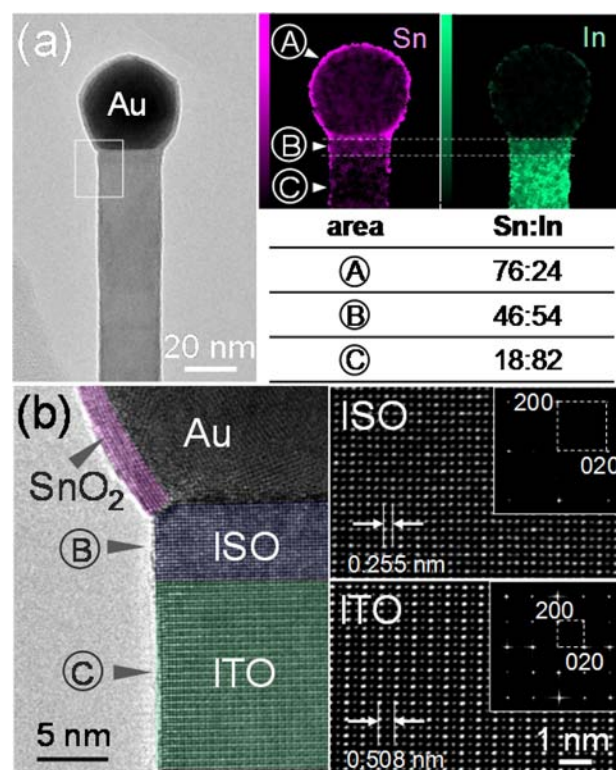 (a)
Au
20 nm
A
B
C
Sn
In
area Sn:In
A 76:24
B 46:54
C 18:82
(b)
Au
SnO2
B
ISO
C
ITO
5 nm
ISO
200
020
0.255 nm
ITO
200
020
0.508 nm
1 nm